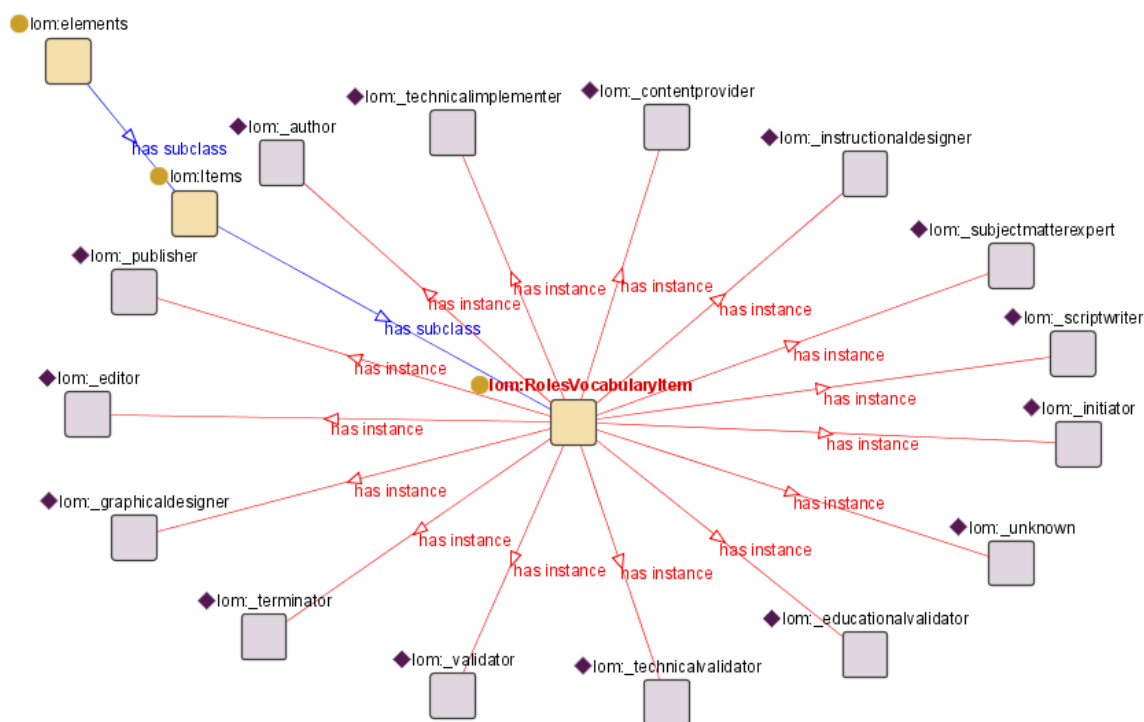 lom:elements
lom:_contentprovider
lom:_technicalimplementer
lom:_author
lom:_instructionaldesigner
has subclass
lom:Items
lom:_subjectmatterexpert
lom:_publisher
has instance
has instance
has instance
has instance
has instance
lom:_scriptwriter
has subclass
has instance
has instance
lom:_editor
lom:RolesVocabularyItem
has instance
lom:_initiator
has instance
has instance
lom:_graphicaldesigner
has instance
has instance
lom:_unknown
has instance
has instance
has instance
has instance
lom:_terminator
lom:_educationalvalidator
lom:_validator
lom:_technicalvalidator